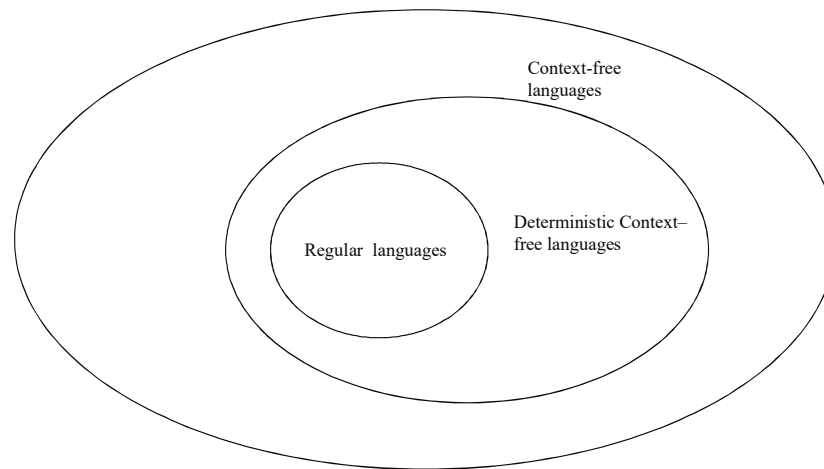 Context-free
languages
Deterministic Context–
free languages
Regular languages